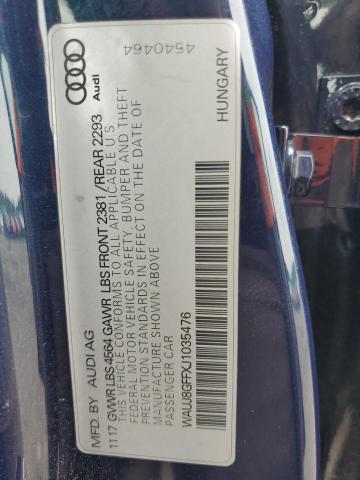 MFD. BY AUDI AG
11 17 GVWR LBS 4564 GAWR LBS FRONT 2381 /REAR 2293
THIS VEHICLE CONFORMS TO ALL APPLICABLE U.S.
FEDERAL MOTOR VEHICLE SAFETY, BUMPER AND THEFT
PREVENTION STANDARDS IN EFFECT ON THE DATE OF
MANUFACTURE SHOWN ABOVE
PASSENGER CAR
WAUJ8GFFXJ1035476
HUNGARY
Audi
4540464